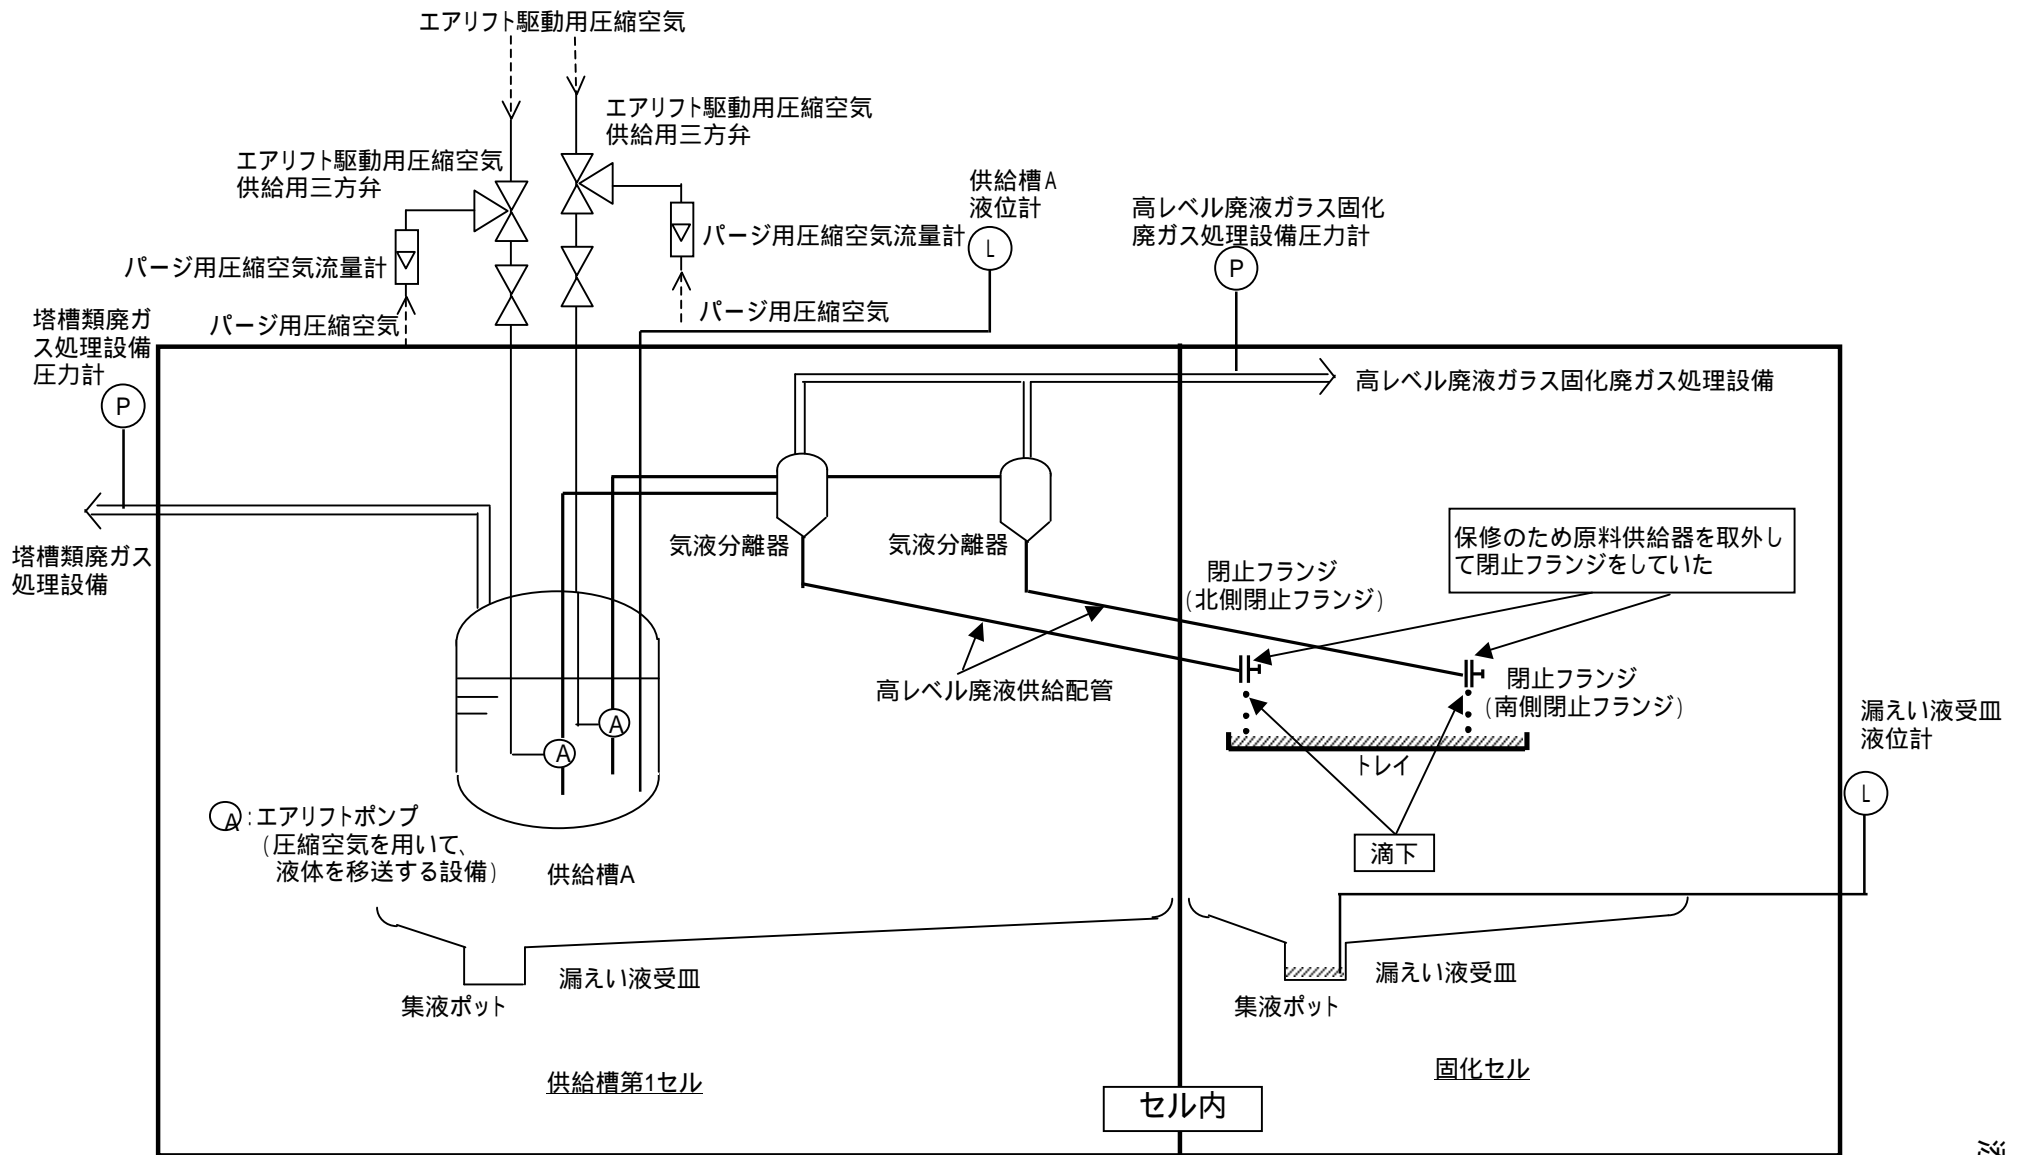 エアリフト駆動用圧縮空気
エアリフト駆動用圧縮空気
供給用三方弁
エアリフト駆動用圧縮空気
供給用三方弁
供給槽A
液位計
L
高レベル廃液ガラス固化
廃ガス処理設備圧力計
P
パージ用圧縮空気流量計
パージ用圧縮空気流量計
パージ用圧縮空気
パージ用圧縮空気
塔槽類廃ガ
ス処理設備
圧力計
P
高レベル廃液ガラス固化廃ガス処理設備
塔槽類廃ガス
処理設備
気液分離器
気液分離器
保修のため原料供給器を取外し
て閉止フランジをしていた
閉止フランジ
(北側閉止フランジ)
高レベル廃液供給配管
閉止フランジ
(南側閉止フランジ)
漏えい液受皿
液位計
L
A
A
トレイ
滴下
A:エアリフトポンプ
(圧縮空気を用いて、
液体を移送する設備)
供給槽A
漏えい液受皿
集液ポット
漏えい液受皿
集液ポット
供給槽第1セル
固化セル
セル内